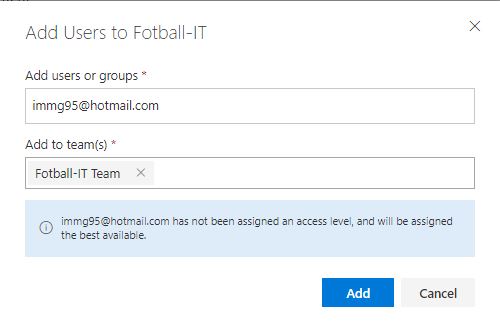 Add Users to Fotball-IT
Add users or groups *
immg95@hotmail.com
Add to team(s) *
Fotball-IT Team
immg95@hotmail.com has not been assigned an access level, and will be assigned
the best available.
Add
Cancel